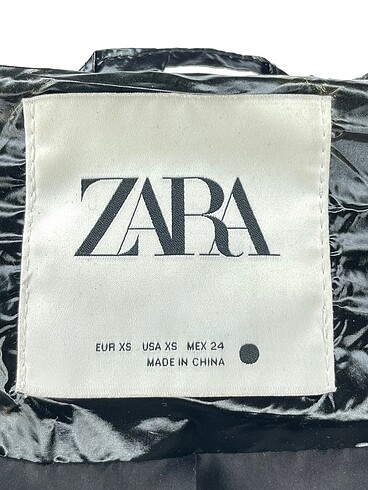 ZARA
EUR XS USA XS MEX 24
MADE IN CHINA